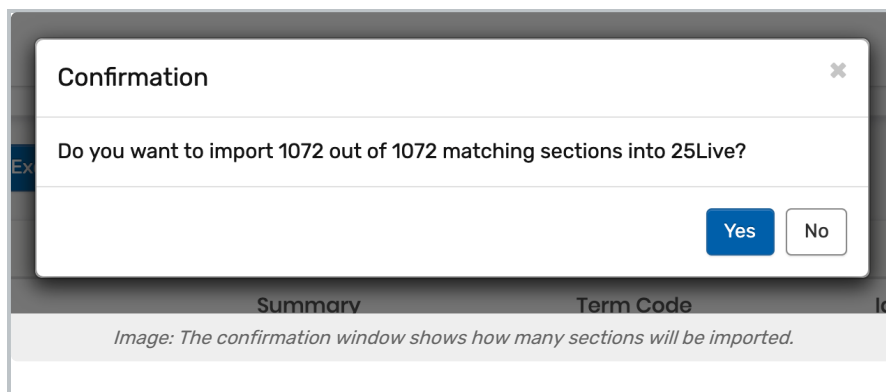 Confirmation
Do you want to import 1072 out of 1072 matching sections into 25Live?
Yes No
Summary Term Code
Image: The confirmation window shows how many sections will be imported.